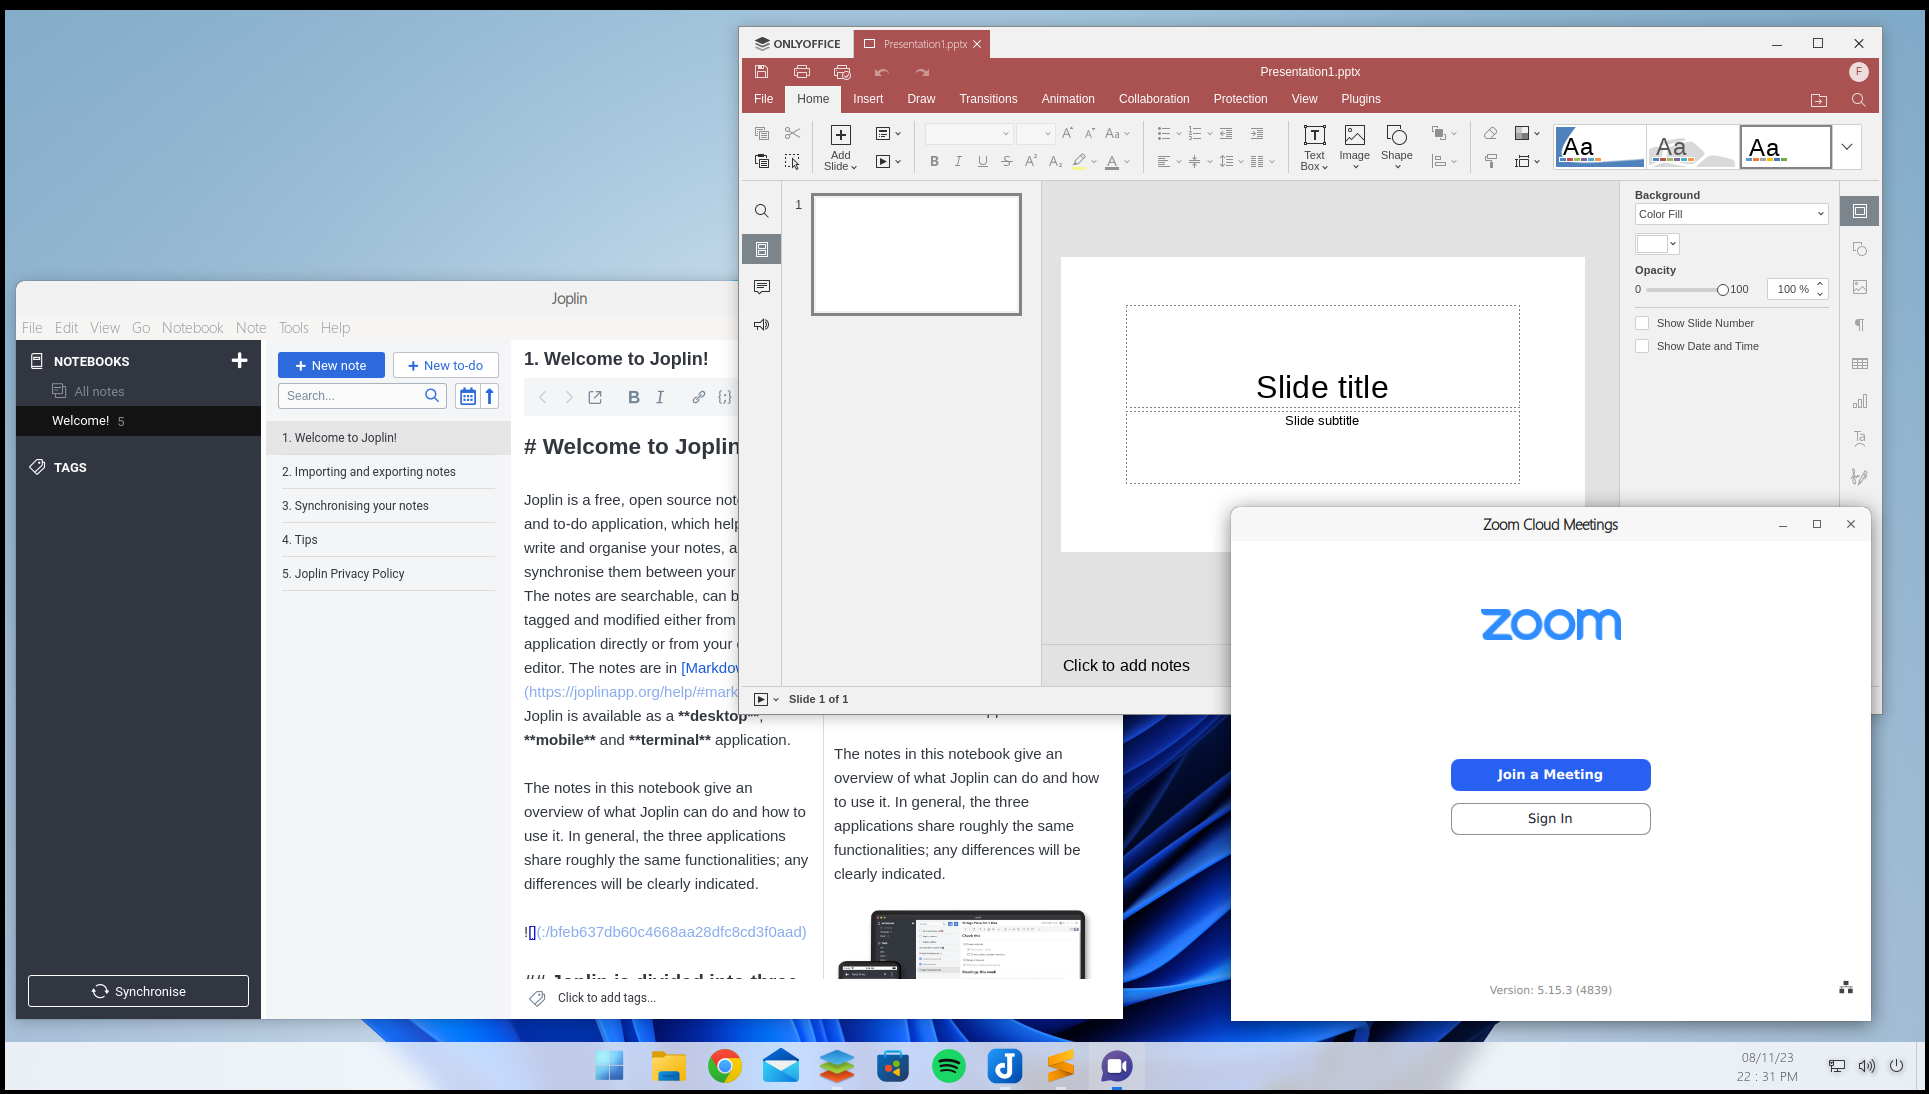 ONLYOFFICE
Presentation1.pptx
Presentation1.pptx
F
File Home Insert Draw Transitions Animation Collaboration Protection View Plugins
Add
Slide
Aa
B I U S A² A₂ A
Text
Box
Image
Shape
Aa
Aa
Aa
1
Slide title
Slide subtitle
Click to add notes
Slide 1 of 1
Background
Color Fill
Opacity
0 100 100 %
Show Slide Number
Show Date and Time
Ta
Joplin
File Edit View Go Notebook Note Tools Help
NOTEBOOKS
All notes
Welcome! 5
TAGS
Synchronise
New note
New to-do
Search...
1. Welcome to Joplin!
2. Importing and exporting notes
3. Synchronising your notes
4. Tips
5. Joplin Privacy Policy
1. Welcome to Joplin!
B I {;}
# Welcome to Joplin
Joplin is a free, open source
and to-do application, which
write and organise your notes,
synchronise them between your
The notes are searchable, can
tagged and modified either from
application directly or from your
editor. The notes are in
(https://joplinapp.org/help/#mark
Joplin is available as a **desktop**,
**mobile** and **terminal** application.
The notes in this notebook give an
overview of what Joplin can do and how to
use it. In general, the three applications
share roughly the same functionalities; any
differences will be clearly indicated.
![](:/bfeb637db60c4668aa28dfc8cd3f0aad)
## Joplin is divided into three
The notes in this notebook give an
overview of what Joplin can do and how
to use it. In general, the three
applications share roughly the same
functionalities; any differences will be
clearly indicated.
Click to add tags...
Zoom Cloud Meetings
zoom
Join a Meeting
Sign In
Version: 5.15.3 (4839)
08/11/23
22 : 31 PM